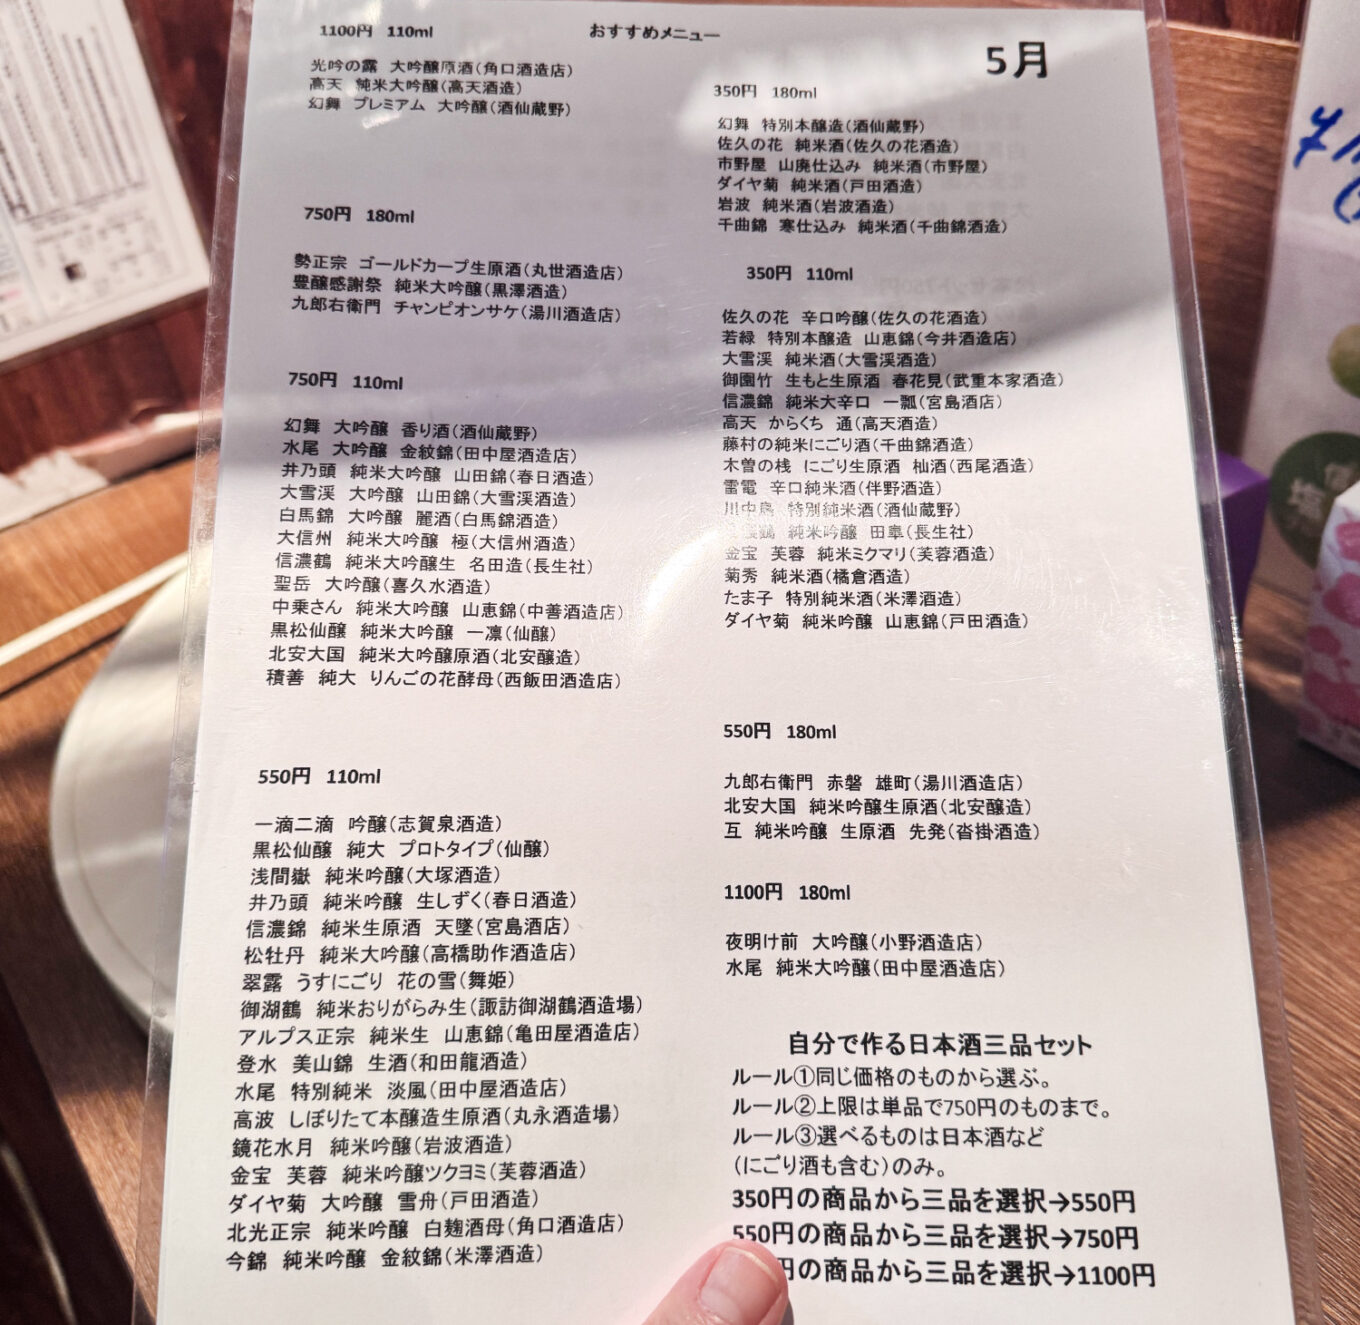 おすすめメニュー
5月
1100円 110ml
光吟の露 大吟醸原酒(角口酒造店)
高天 純米大吟醸(高天酒造)
幻舞 プレミアム 大吟醸(酒仙蔵野)
750円 180ml
勢正宗 ゴールドカープ生原酒(丸世酒造店)
豊醸感謝祭 純米大吟醸(黒澤酒造)
九郎右衛門 チャンピオンサケ(湯川酒造店)
750円 110ml
幻舞 大吟醸 香り酒(酒仙蔵野)
水尾 大吟醸 金紋錦(田中屋酒造店)
井乃頭 純米大吟醸 山田錦(春日酒造)
大雪渓 大吟醸 山田錦(大雪渓酒造)
白馬錦 大吟醸 麗酒(白馬錦酒造)
大信州 純米大吟醸 極(大信州酒造)
信濃鶴 純米大吟醸生 名田造(長生社)
聖岳 大吟醸(喜久水酒造)
中乗さん 純米大吟醸 山恵錦(中善酒造店)
黒松仙醸 純米大吟醸 一凛(仙醸)
北安大国 純米大吟醸原酒(北安醸造)
積善 純大 りんごの花酵母(西飯田酒造店)
550円 110ml
一滴二滴 吟醸(志賀泉酒造)
黒松仙醸 純大 プロトタイプ(仙醸)
浅間嶽 純米吟醸(大塚酒造)
井乃頭 純米吟醸 生しずく(春日酒造)
信濃錦 純米生原酒 天墜(宮島酒店)
松牡丹 純米大吟醸(高橋助作酒造店)
翠露 うすにごり 花の雪(舞姫)
御湖鶴 純米おりがらみ生(諏訪御湖鶴酒造場)
アルプス正宗 純米生 山恵錦(亀田屋酒造店)
登水 美山錦 生酒(和田龍酒造)
水尾 特別純米 淡風(田中屋酒造店)
高波 しぼりたて本醸造生原酒(丸永酒造場)
鏡花水月 純米吟醸(岩波酒造)
金宝 芙蓉 純米吟醸ツクヨミ(芙蓉酒造)
ダイヤ菊 大吟醸 雪舟(戸田酒造)
北光正宗 純米吟醸 白麹酒母(角口酒造店)
今錦 純米吟醸 金紋錦(米澤酒造)
350円 180ml
幻舞 特別本醸造(酒仙蔵野)
佐久の花 純米酒(佐久の花酒造)
市野屋 山廃仕込み 純米酒(市野屋)
ダイヤ菊 純米酒(戸田酒造)
岩波 純米酒(岩波酒造)
千曲錦 寒仕込み 純米酒(千曲錦酒造)
350円 110ml
佐久の花 辛口吟醸(佐久の花酒造)
若緑 特別本醸造 山恵錦(今井酒造店)
大雪渓 純米酒(大雪渓酒造)
御園竹 生もと生原酒 春花見(武重本家酒造)
信濃錦 純米大辛口 一瓢(宮島酒店)
高天 からくち 通(高天酒造)
藤村の純米にごり酒(千曲錦酒造)
木曽の桟 にごり生原酒 杣酒(西尾酒造)
雷電 辛口純米酒(伴野酒造)
川中島 特別純米酒(酒仙蔵野)
鶴 純米吟醸 田皐(長生社)
金宝 芙蓉 純米ミクマリ(芙蓉酒造)
菊秀 純米酒(橘倉酒造)
たま子 特別純米酒(米澤酒造)
ダイヤ菊 純米吟醸 山恵錦(戸田酒造)
550円 180ml
九郎右衛門 赤磐 雄町(湯川酒造店)
北安大国 純米吟醸生原酒(北安醸造)
互 純米吟醸 生原酒 先発(沓掛酒造)
1100円 180ml
夜明け前 大吟醸(小野酒造店)
水尾 純米大吟醸(田中屋酒造店)
自分で作る日本酒三品セット
ルール①同じ価格のものから選ぶ。
ルール②上限は単品で750円のものまで。
ルール③選べるものは日本酒など
(にごり酒も含む)のみ。
350円の商品から三品を選択→550円
550円の商品から三品を選択→750円
円の商品から三品を選択→1100円